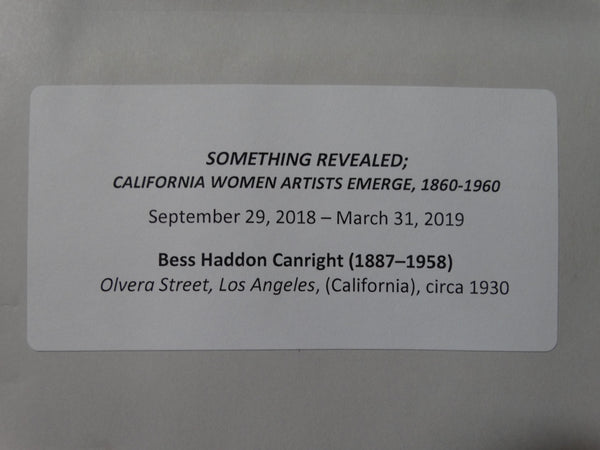 SOMETHING REVEALED;
CALIFORNIA WOMEN ARTISTS EMERGE, 1860-1960
September 29, 2018 – March 31, 2019
Bess Haddon Canright (1887–1958)
Olvera Street, Los Angeles, (California), circa 1930